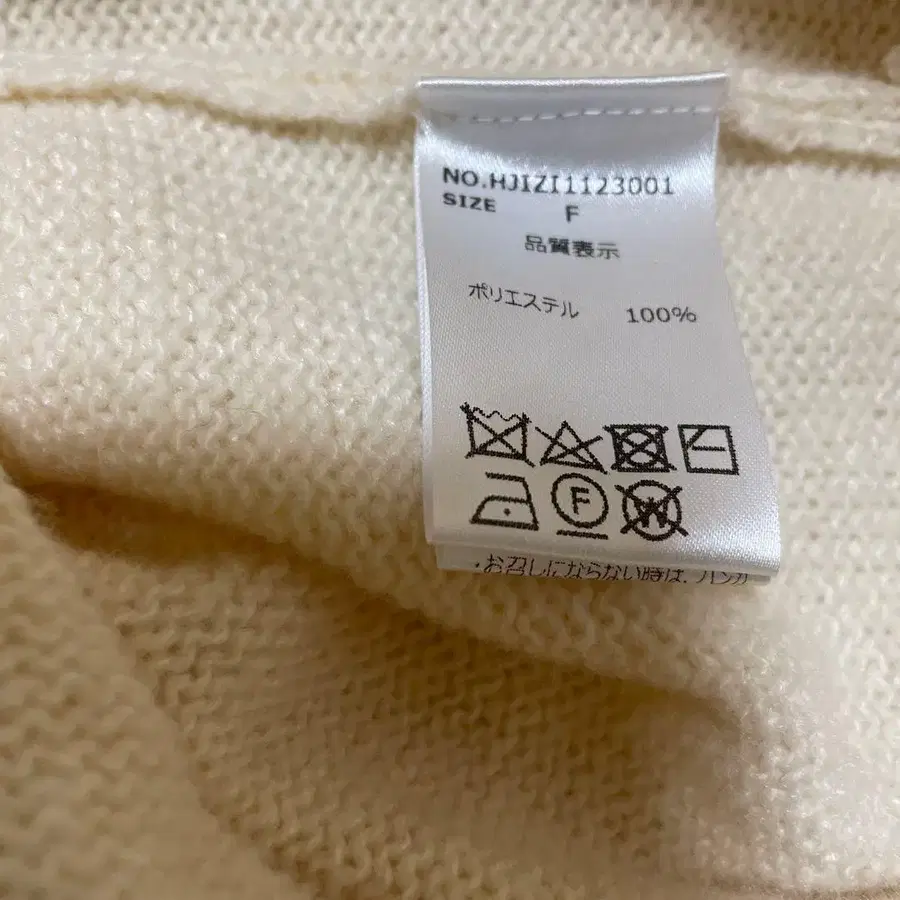 NO.HJIZI1123001
SIZE F
品質表示
ポリエステル 100%
F
W
・お召しにならない時は、ハンガ